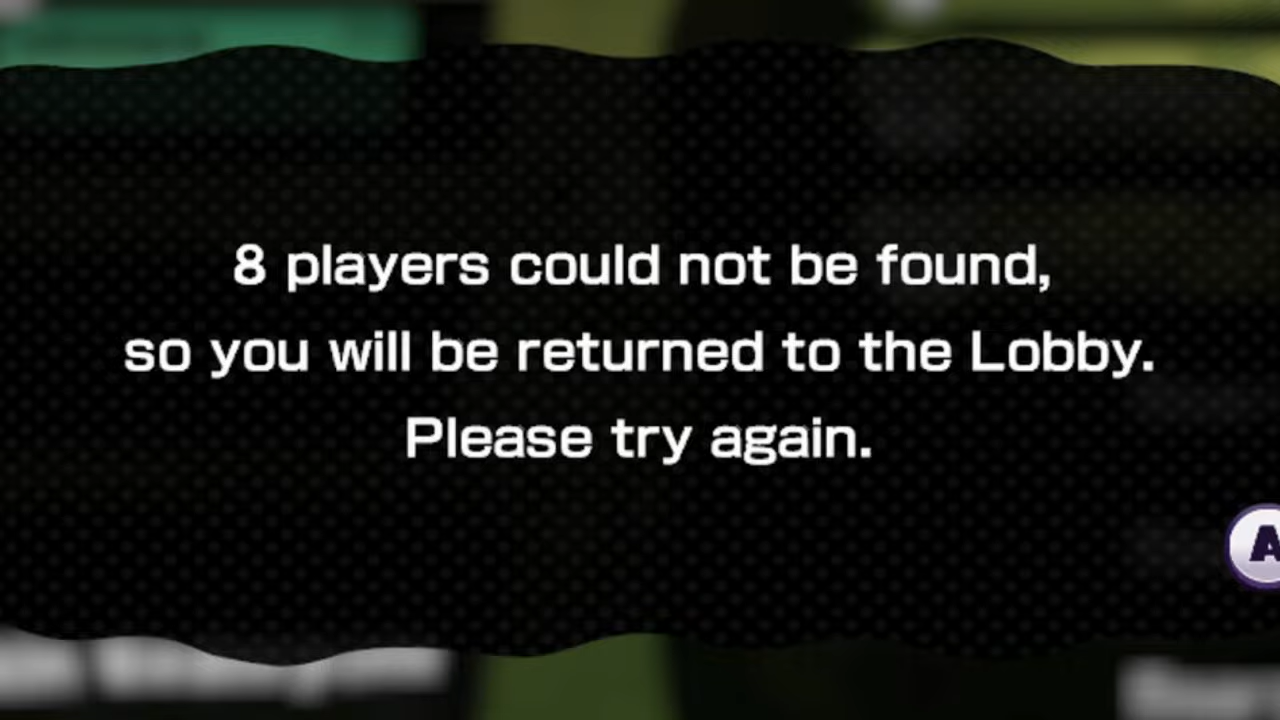 8 players could not be found,
so you will be returned to the Lobby.
Please try again.
A